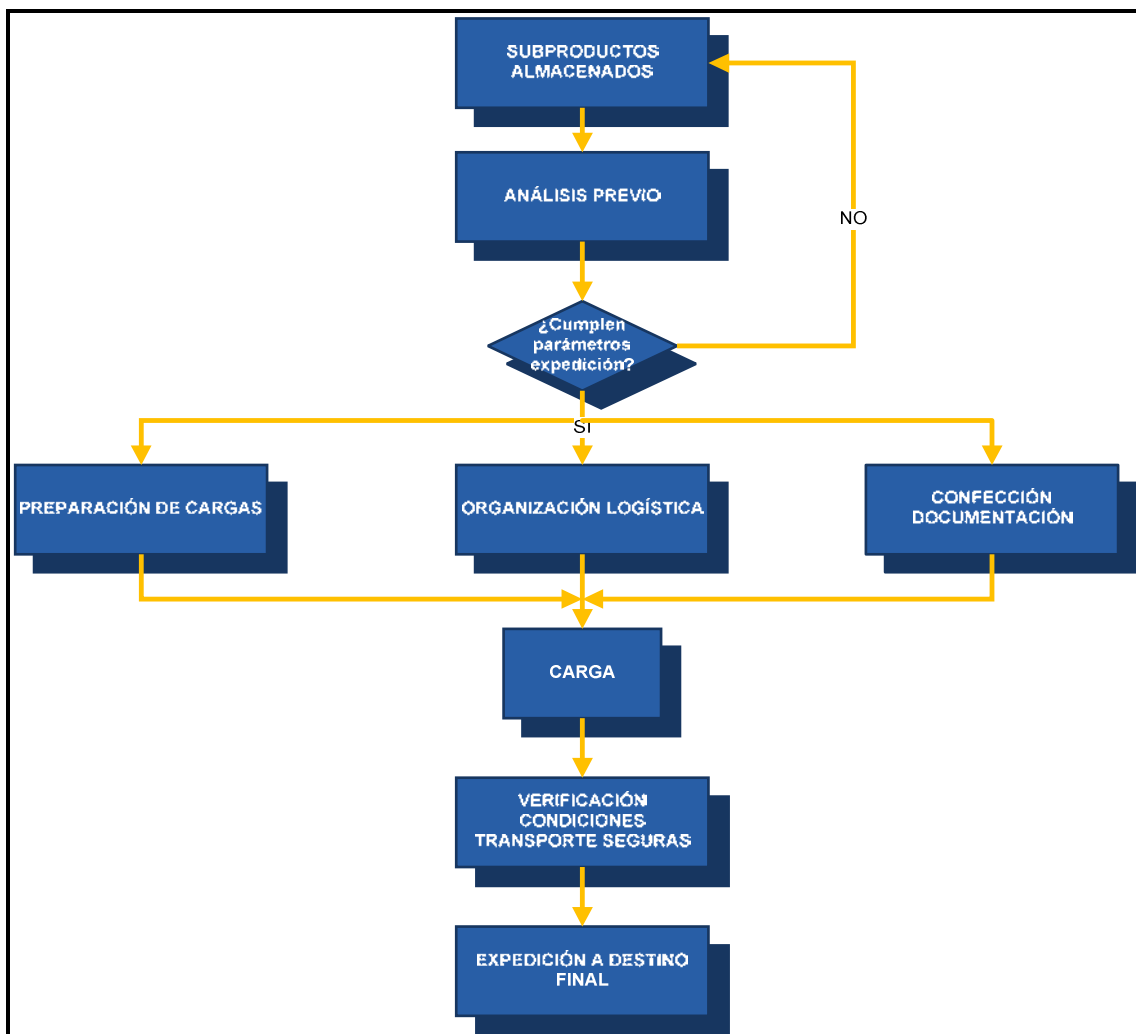 SUBPRODUCTOS
ALMACENADOS
ANÁLISIS PREVIO
NO
¿Cumplen
parámetros
expedición?
SI
PREPARACIÓN DE CARGAS
ORGANIZACIÓN LOGÍSTICA
CONFECCIÓN
DOCUMENTACIÓN
CARGA
VERIFICACIÓN
CONDICIONES
TRANSPORTE SEGURAS
EXPEDICIÓN A DESTINO
FINAL